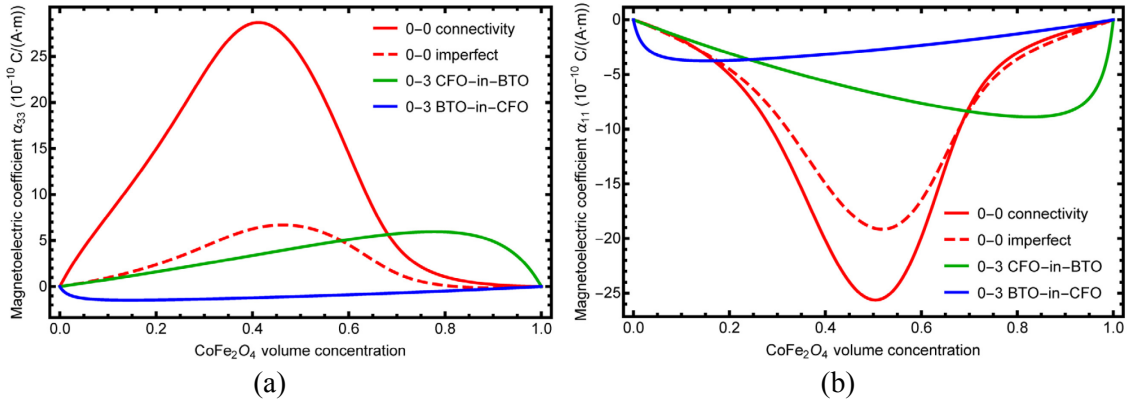 Magnetoelectric coefficient α₃₃ (10⁻¹⁰ C/(A·m))
25
20
15
10
5
0
0-0 connectivity
0-0 imperfect
0-3 CFO-in-BTO
0-3 BTO-in-CFO
0.0 0.2 0.4 0.6 0.8 1.0
CoFe₂O₄ volume concentration
(a)
Magnetoelectric coefficient α₁₁ (10⁻¹⁰ C/(A·m))
0
-5
-10
-15
-20
-25
0-0 connectivity
0-0 imperfect
0-3 CFO-in-BTO
0-3 BTO-in-CFO
0.0 0.2 0.4 0.6 0.8 1.0
CoFe₂O₄ volume concentration
(b)